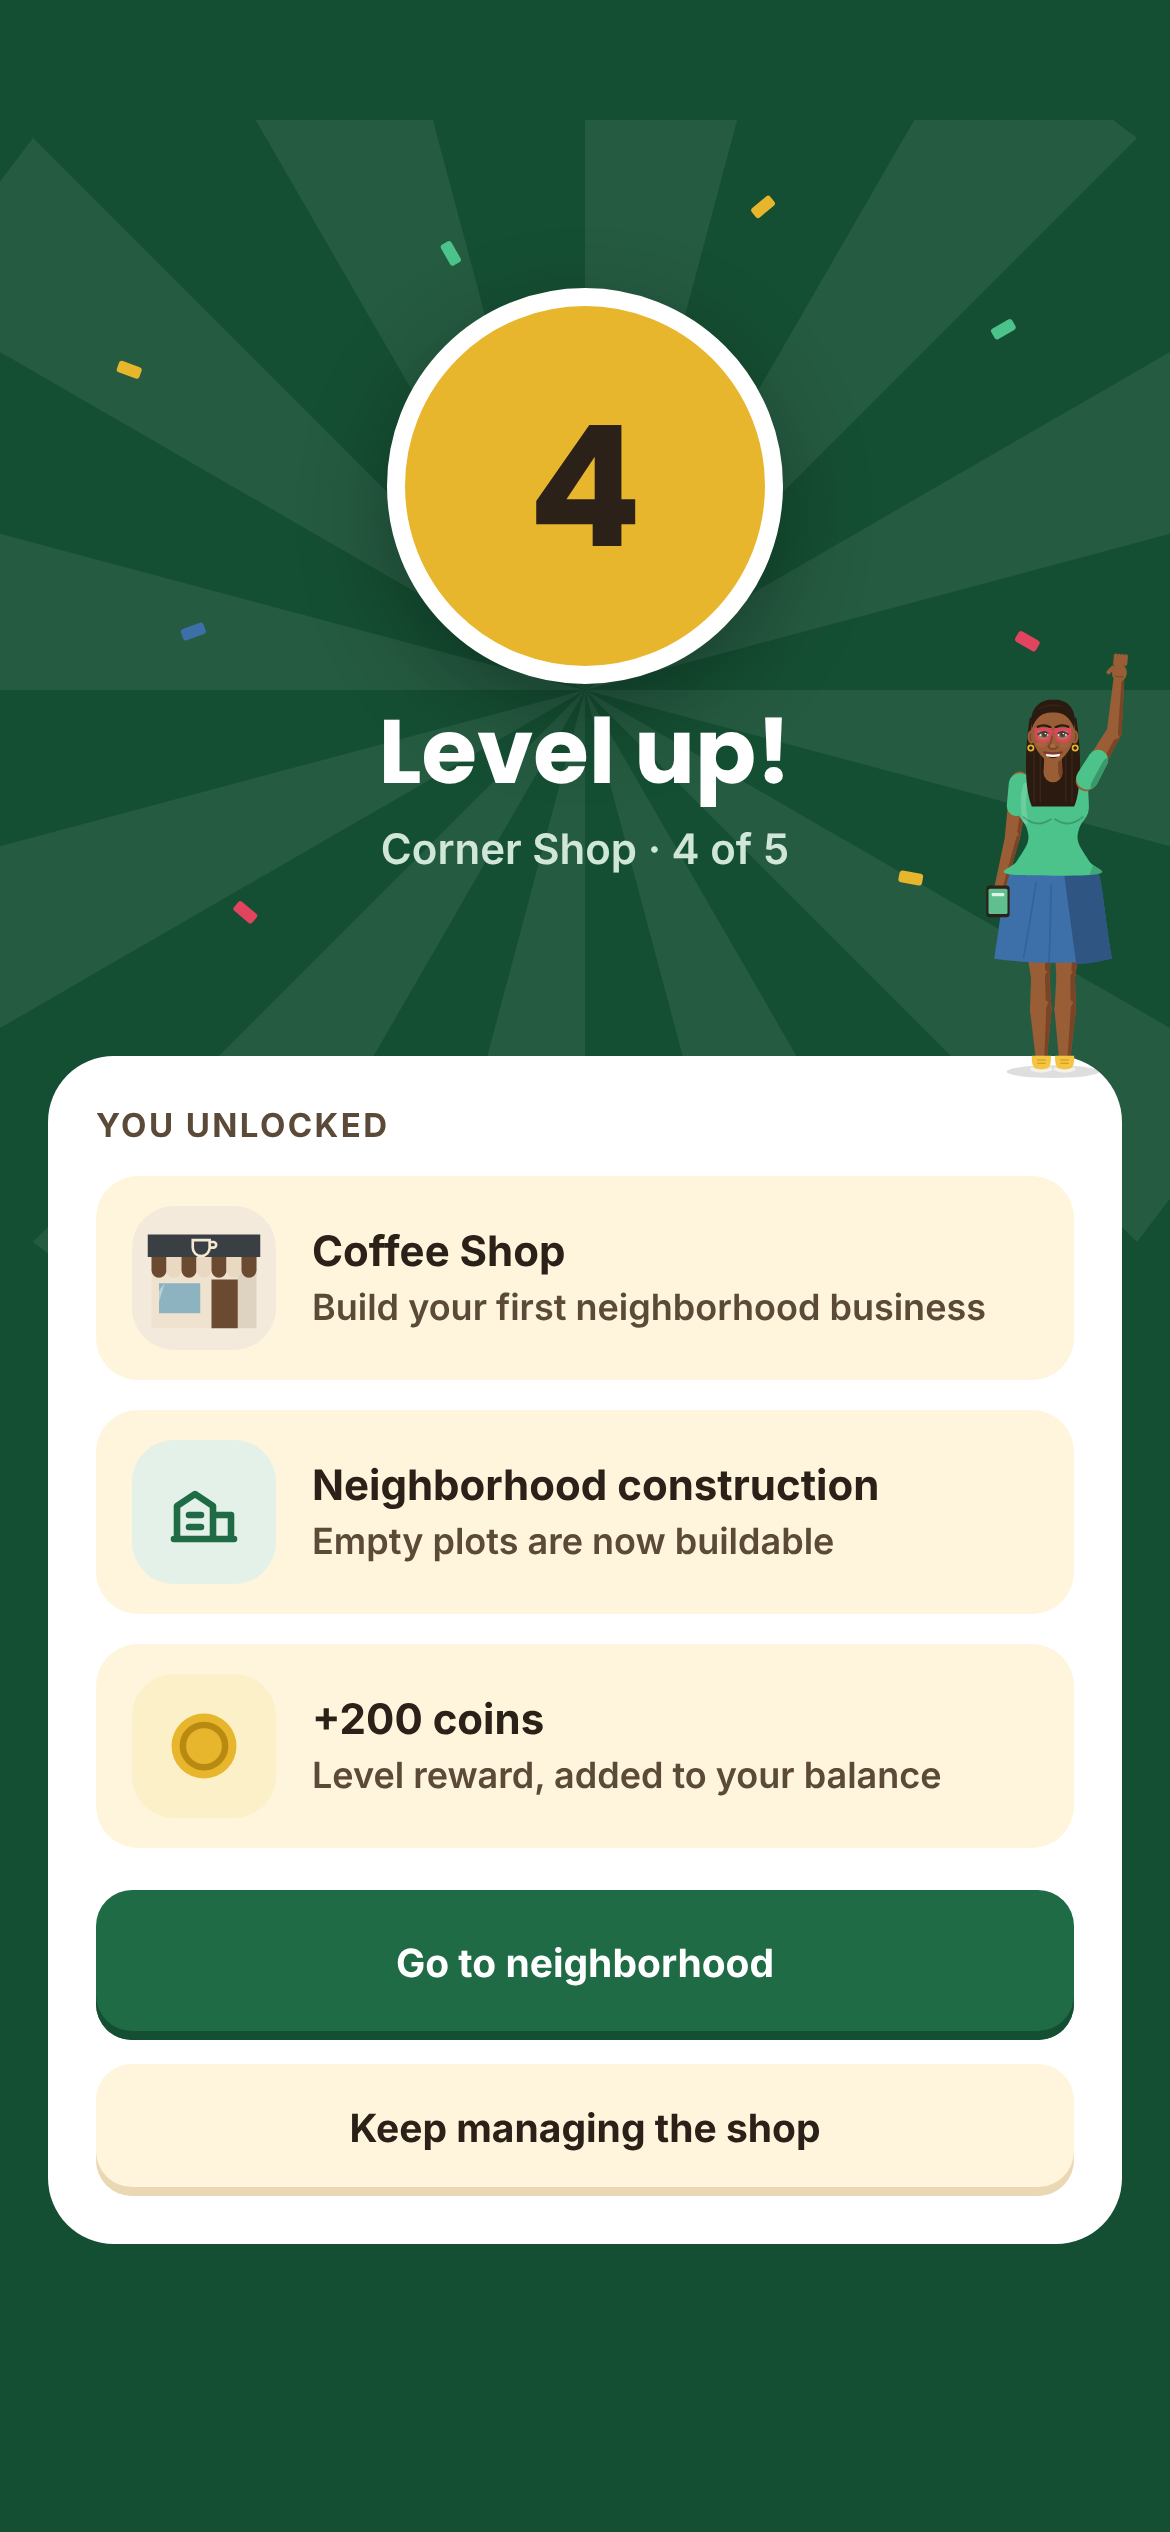 4
Level up!
Corner Shop · 4 of 5
YOU UNLOCKED
Coffee Shop
Build your first neighborhood business
Neighborhood construction
Empty plots are now buildable
+200 coins
Level reward, added to your balance
Go to neighborhood
Keep managing the shop